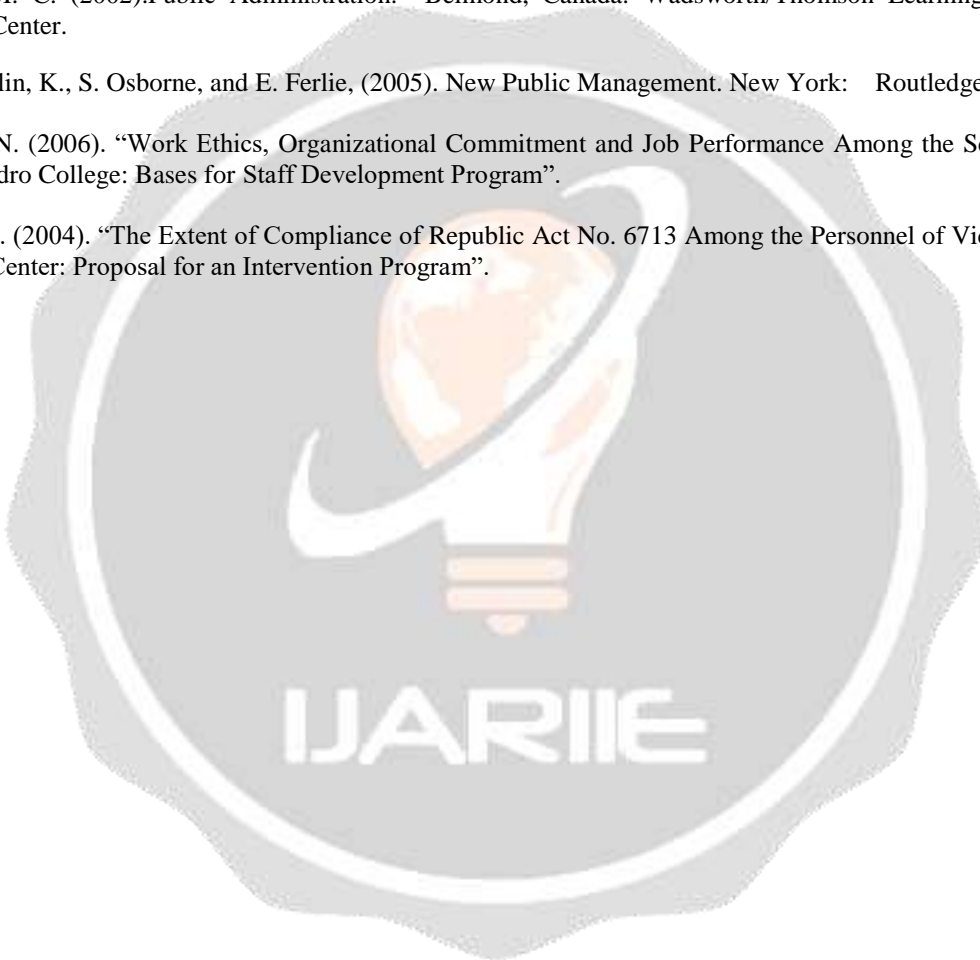 C. (2002).Public Administration. Belmond, Canada: Wadsworth/Thomson Learning
Center.
lin, K., S. Osborne, and E. Ferlie, (2005). New Public Management. New York: Routledge
N. (2006). “Work Ethics, Organizational Commitment and Job Performance Among the
dro College: Bases for Staff Development Program”.
. (2004). “The Extent of Compliance of Republic Act No. 6713 Among the Personnel of
Center: Proposal for an Intervention Program”.
IJARIIE